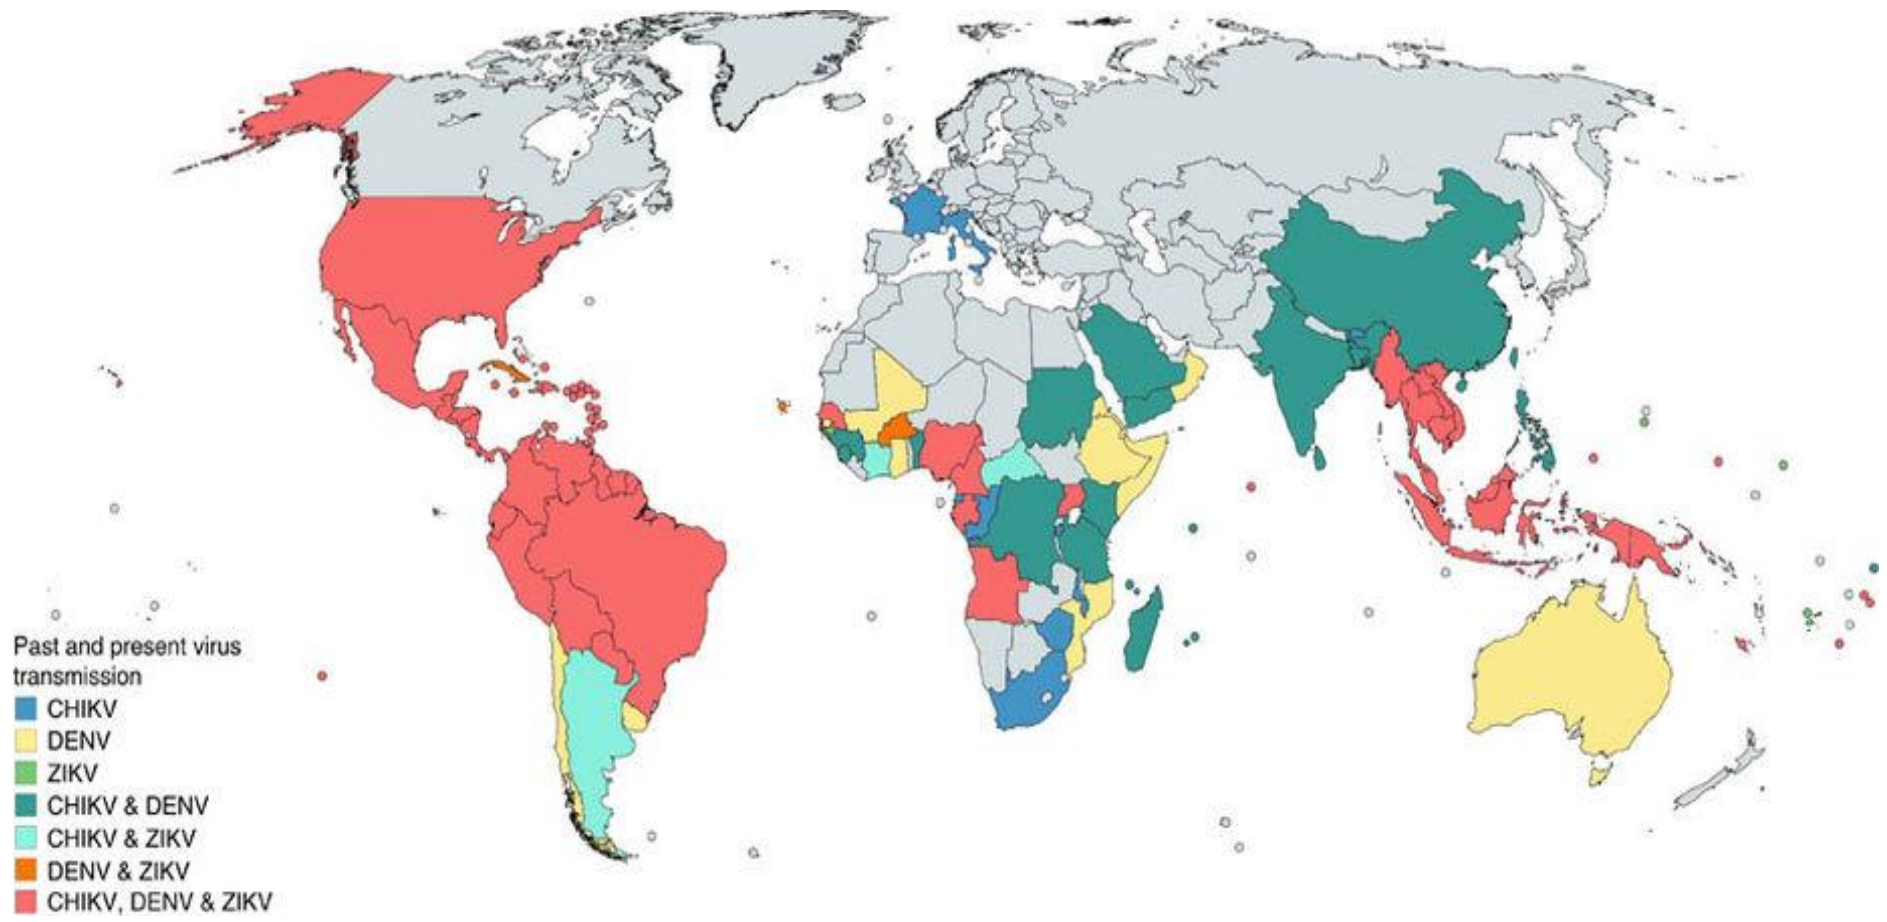 Past and present virus
transmission
CHIKV
DENV
ZIKV
CHIKV & DENV
CHIKV & ZIKV
DENV & ZIKV
CHIKV, DENV & ZIKV